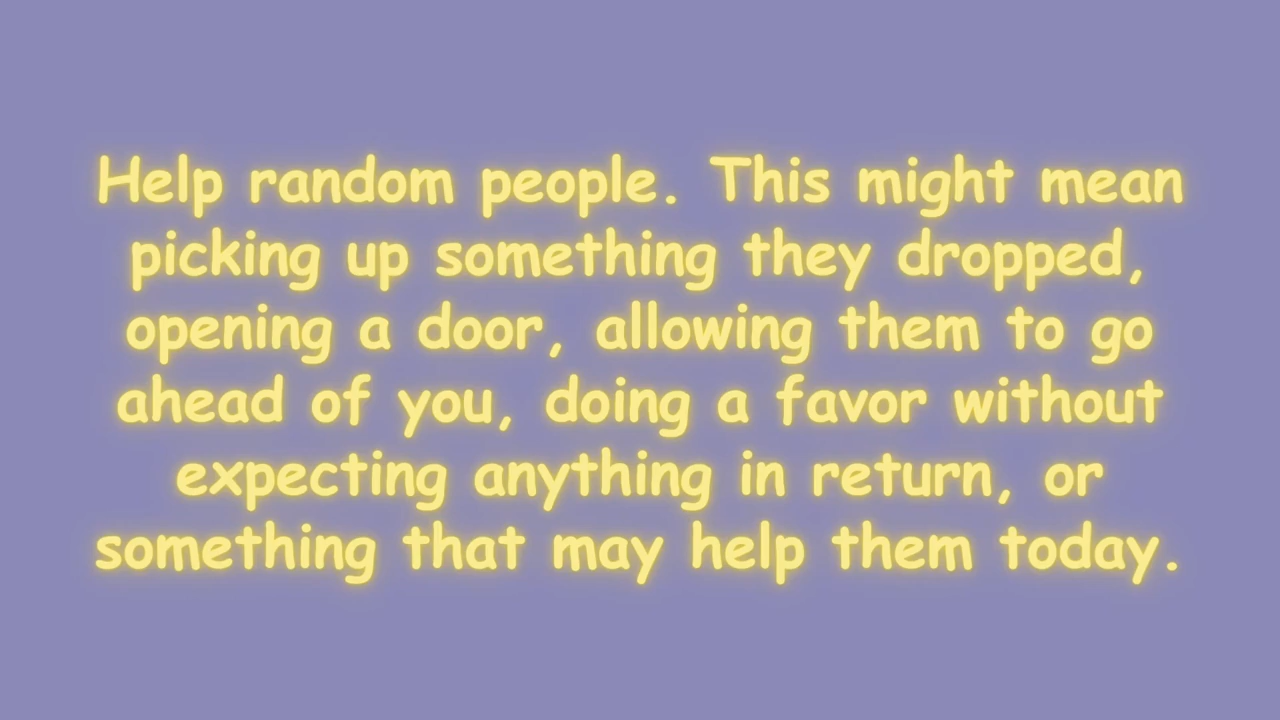 Help random people. This might mean
picking up something they dropped,
opening a door, allowing them to go
ahead of you, doing a favor without
expecting anything in return, or
something that may help them today.